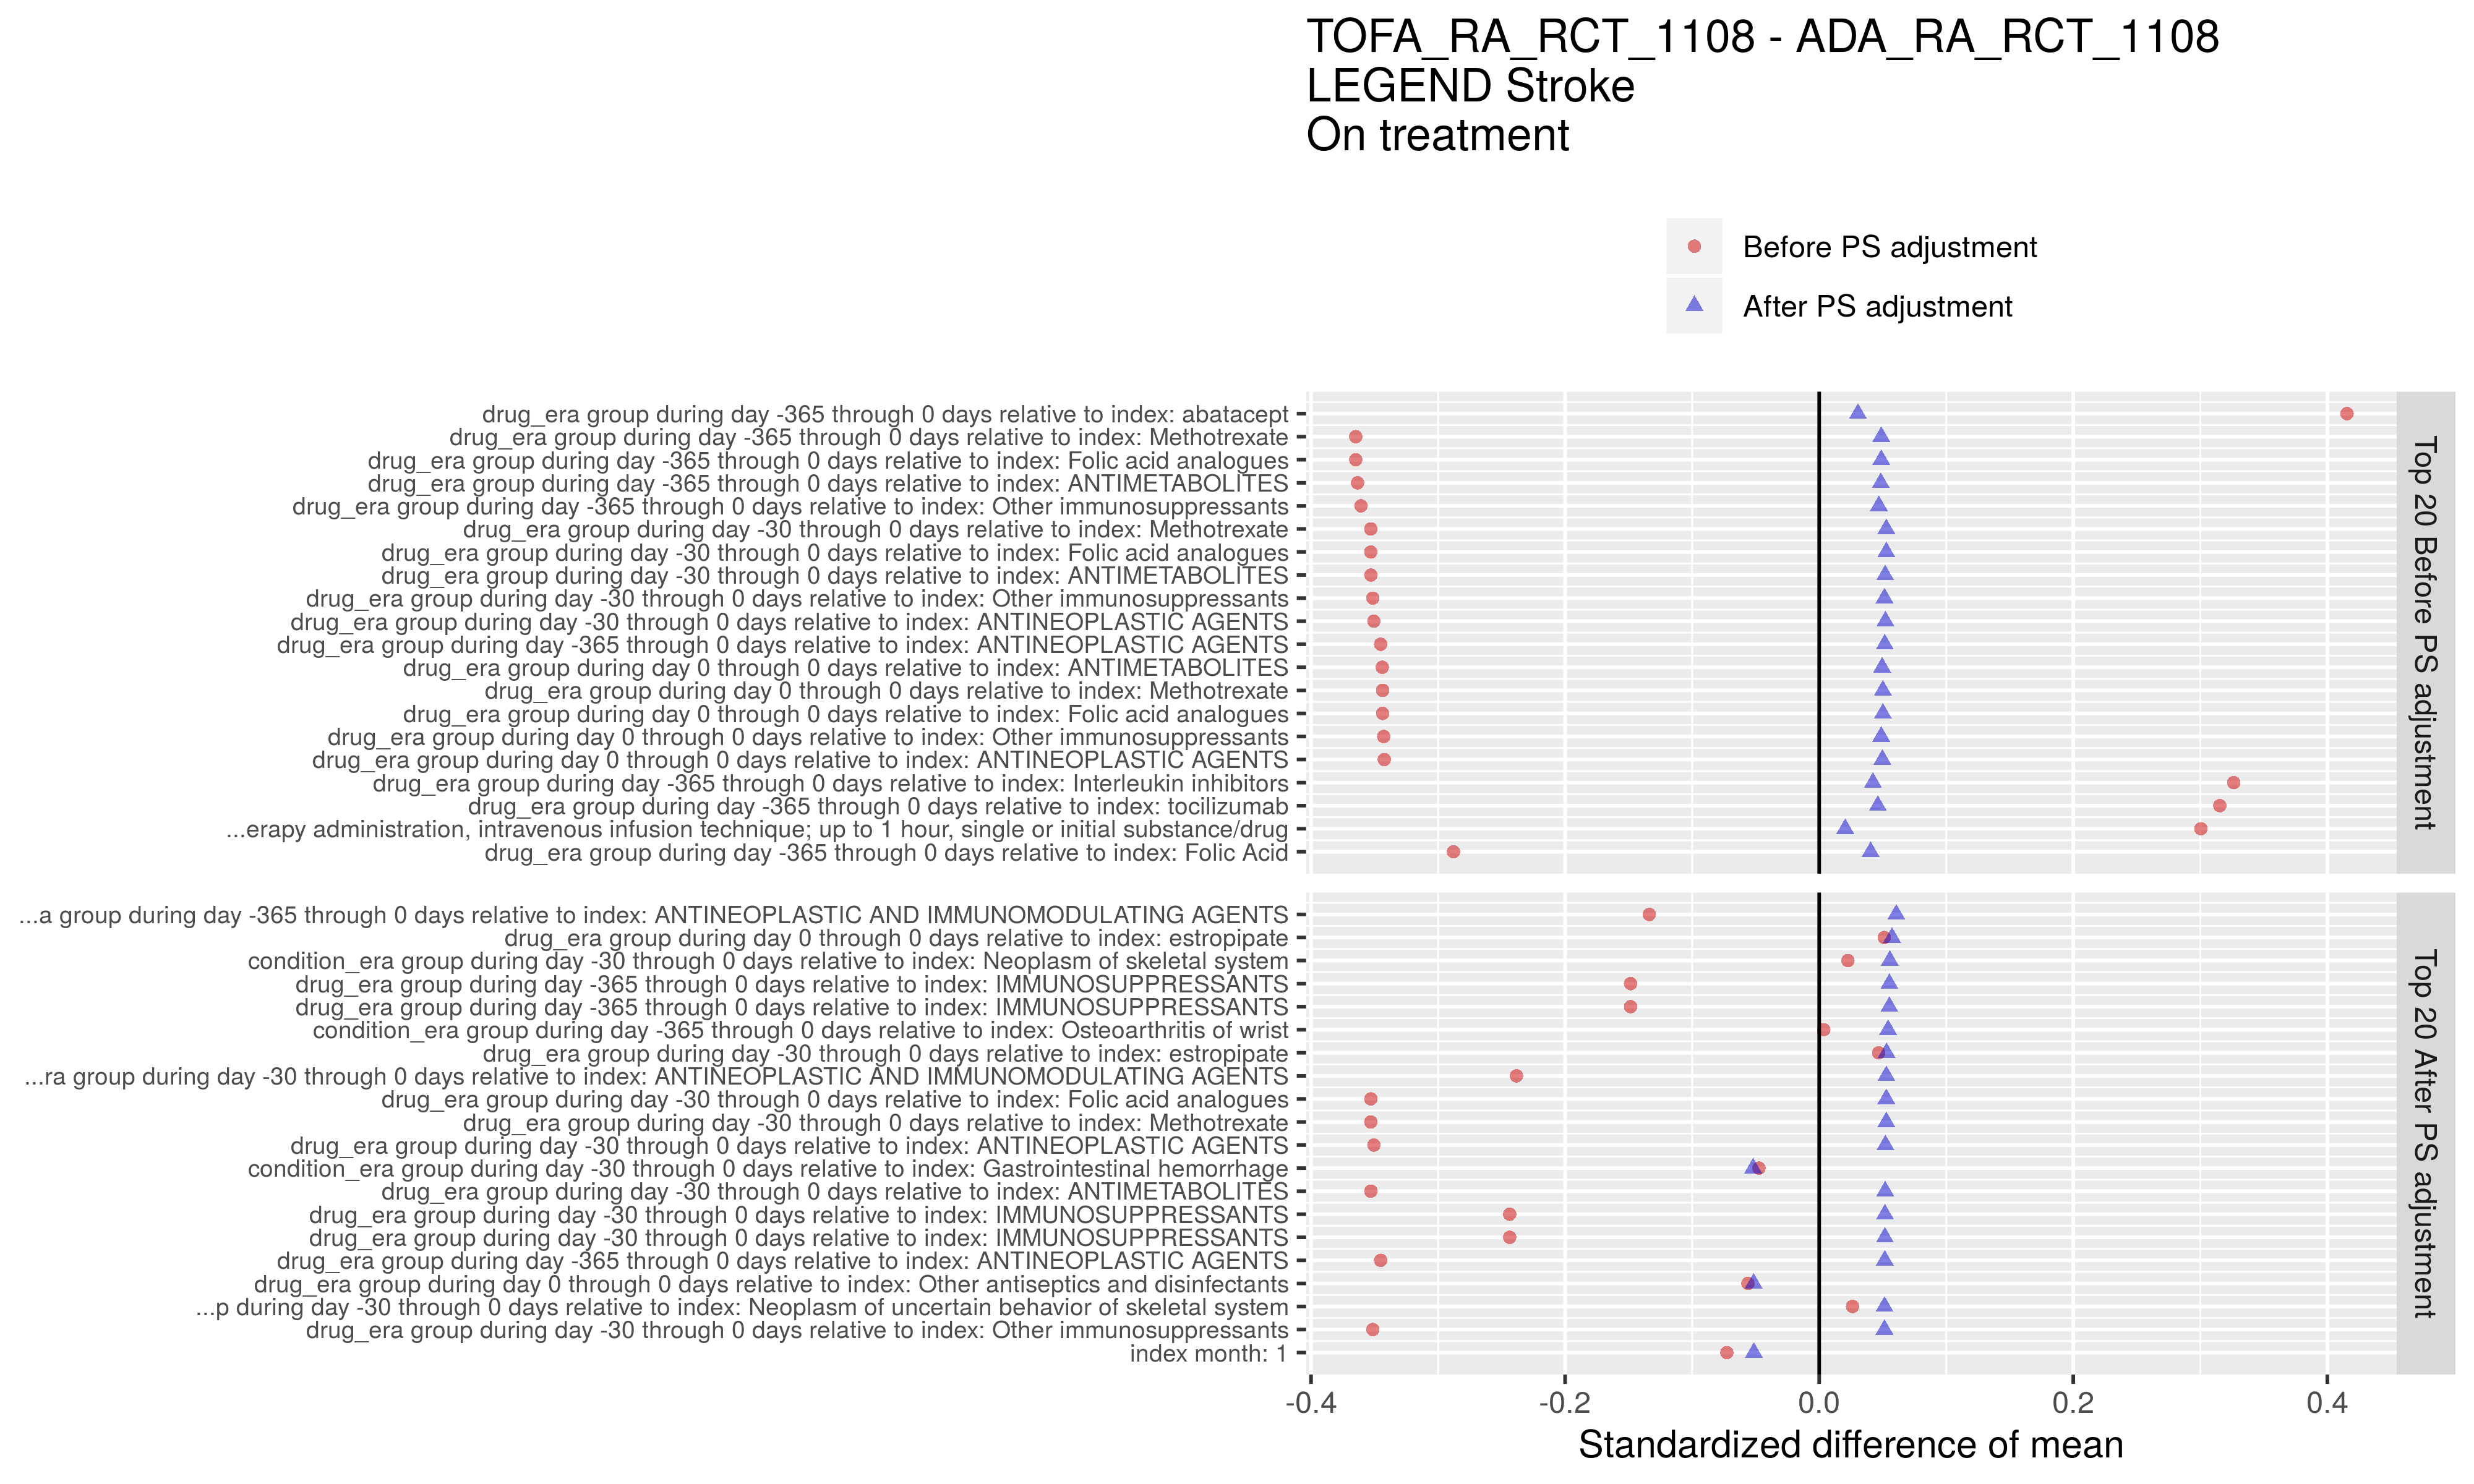 TOFA_RA_RCT_1108 - ADA_RA_RCT_1108
LEGEND Stroke
On treatment
Before PS adjustment
After PS adjustment
drug_era group during day -365 through 0 days relative to index: abatacept
drug_era group during day -365 through 0 days relative to index: Methotrexate
drug_era group during day -365 through 0 days relative to index: Folic acid analogues
drug_era group during day -365 through 0 days relative to index: ANTIMETABOLITES
drug_era group during day -365 through 0 days relative to index: Other immunosuppressants
drug_era group during day -30 through 0 days relative to index: Methotrexate
drug_era group during day -30 through 0 days relative to index: Folic acid analogues
drug_era group during day -30 through 0 days relative to index: ANTIMETABOLITES
drug_era group during day -30 through 0 days relative to index: Other immunosuppressants
drug_era group during day -30 through 0 days relative to index: ANTINEOPLASTIC AGENTS
drug_era group during day -365 through 0 days relative to index: ANTINEOPLASTIC AGENTS
drug_era group during day 0 through 0 days relative to index: ANTIMETABOLITES
drug_era group during day 0 through 0 days relative to index: Methotrexate
drug_era group during day 0 through 0 days relative to index: Folic acid analogues
drug_era group during day 0 through 0 days relative to index: Other immunosuppressants
drug_era group during day 0 through 0 days relative to index: ANTINEOPLASTIC AGENTS
drug_era group during day -365 through 0 days relative to index: Interleukin inhibitors
drug_era group during day -365 through 0 days relative to index: tocilizumab
...erapy administration, intravenous infusion technique; up to 1 hour, single or initial substance/drug
drug_era group during day -365 through 0 days relative to index: Folic Acid
Top 20 Before PS adjustment
...a group during day -365 through 0 days relative to index: ANTINEOPLASTIC AND IMMUNOMODULATING AGENTS
drug_era group during day 0 through 0 days relative to index: estropipate
condition_era group during day -30 through 0 days relative to index: Neoplasm of skeletal system
drug_era group during day -365 through 0 days relative to index: IMMUNOSUPPRESSANTS
drug_era group during day -365 through 0 days relative to index: IMMUNOSUPPRESSANTS
condition_era group during day -365 through 0 days relative to index: Osteoarthritis of wrist
drug_era group during day -30 through 0 days relative to index: estropipate
...ra group during day -30 through 0 days relative to index: ANTINEOPLASTIC AND IMMUNOMODULATING AGENTS
drug_era group during day -30 through 0 days relative to index: Folic acid analogues
drug_era group during day -30 through 0 days relative to index: Methotrexate
drug_era group during day -30 through 0 days relative to index: ANTINEOPLASTIC AGENTS
condition_era group during day -30 through 0 days relative to index: Gastrointestinal hemorrhage
drug_era group during day -30 through 0 days relative to index: ANTIMETABOLITES
drug_era group during day -30 through 0 days relative to index: IMMUNOSUPPRESSANTS
drug_era group during day -30 through 0 days relative to index: IMMUNOSUPPRESSANTS
drug_era group during day -365 through 0 days relative to index: ANTINEOPLASTIC AGENTS
drug_era group during day 0 through 0 days relative to index: Other antiseptics and disinfectants
...p during day -30 through 0 days relative to index: Neoplasm of uncertain behavior of skeletal system
drug_era group during day -30 through 0 days relative to index: Other immunosuppressants
index month: 1
Top 20 After PS adjustment
-0.4 -0.2 0.0 0.2 0.4
Standardized difference of mean